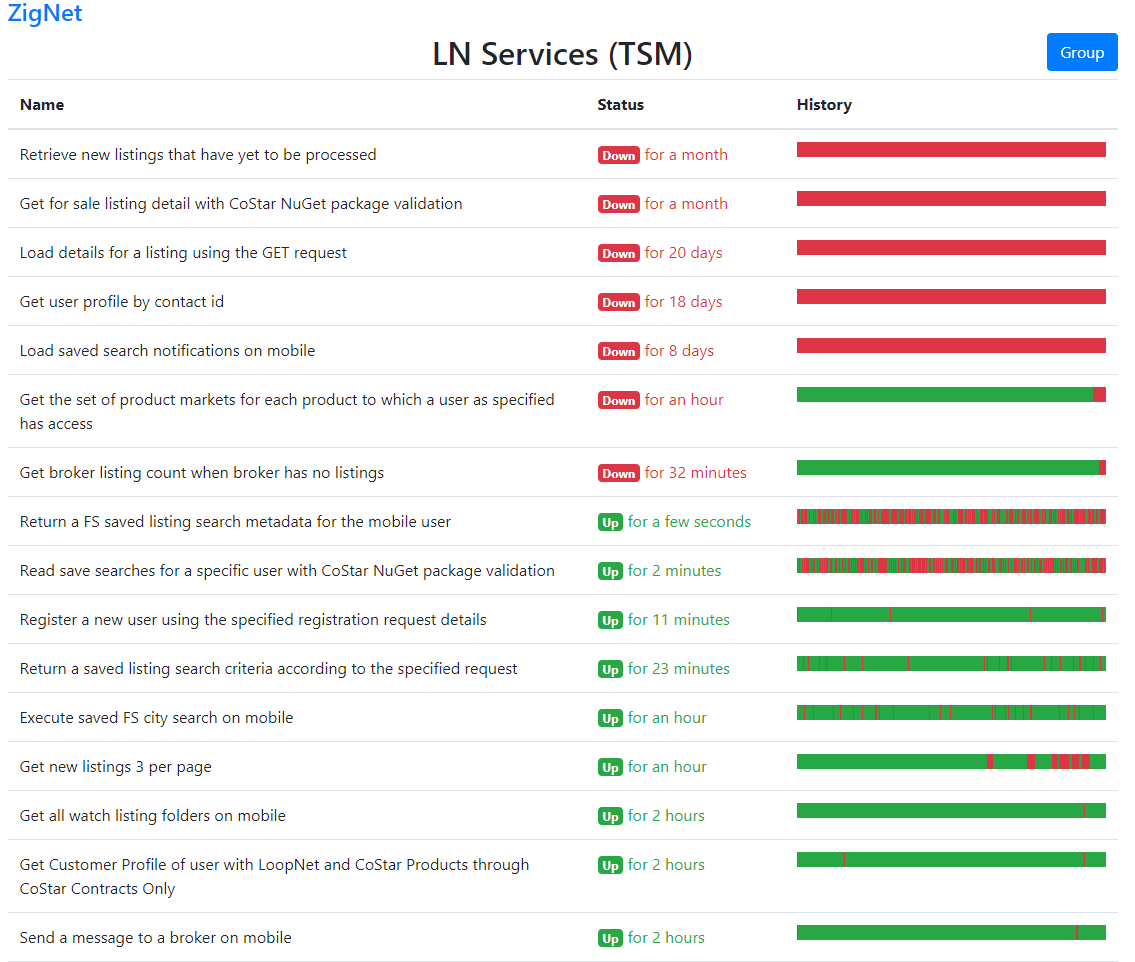 ZigNet
LN Services (TSM)
Group
Name Status History
Retrieve new listings that have yet to be processed Down for a month
Get for sale listing detail with CoStar NuGet package validation Down for a month
Load details for a listing using the GET request Down for 20 days
Get user profile by contact id Down for 18 days
Load saved search notifications on mobile Down for 8 days
Get the set of product markets for each product to which a user as specified Down for an hour
has access
Get broker listing count when broker has no listings Down for 32 minutes
Return a FS saved listing search metadata for the mobile user Up for a few seconds
Read save searches for a specific user with CoStar NuGet package validation Up for 2 minutes
Register a new user using the specified registration request details Up for 11 minutes
Return a saved listing search criteria according to the specified request Up for 23 minutes
Execute saved FS city search on mobile Up for an hour
Get new listings 3 per page Up for an hour
Get all watch listing folders on mobile Up for 2 hours
Get Customer Profile of user with LoopNet and CoStar Products through Up for 2 hours
CoStar Contracts Only
Send a message to a broker on mobile Up for 2 hours